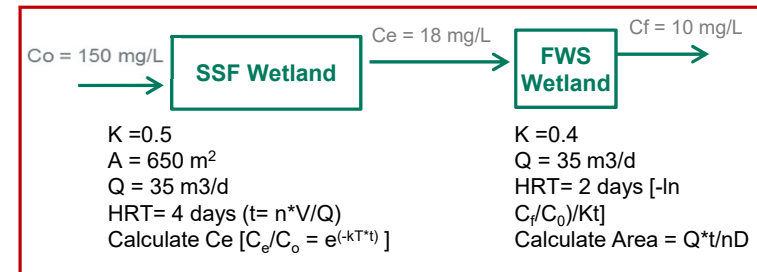 Co = 150 mg/L
SSF Wetland
Ce = 18 mg/L
FWS
Wetland
Cf = 10 mg/L
K =0.5
A = 650 m²
Q = 35 m3/d
HRT= 4 days (t= n*V/Q)
Calculate Ce [Cₑ/Cₒ = e⁽⁻ᵏᵀ*ᵗ⁾ ]
K =0.4
Q = 35 m3/d
HRT= 2 days [-ln
C_f/C₀)/Kt]
Calculate Area = Q*t/nD